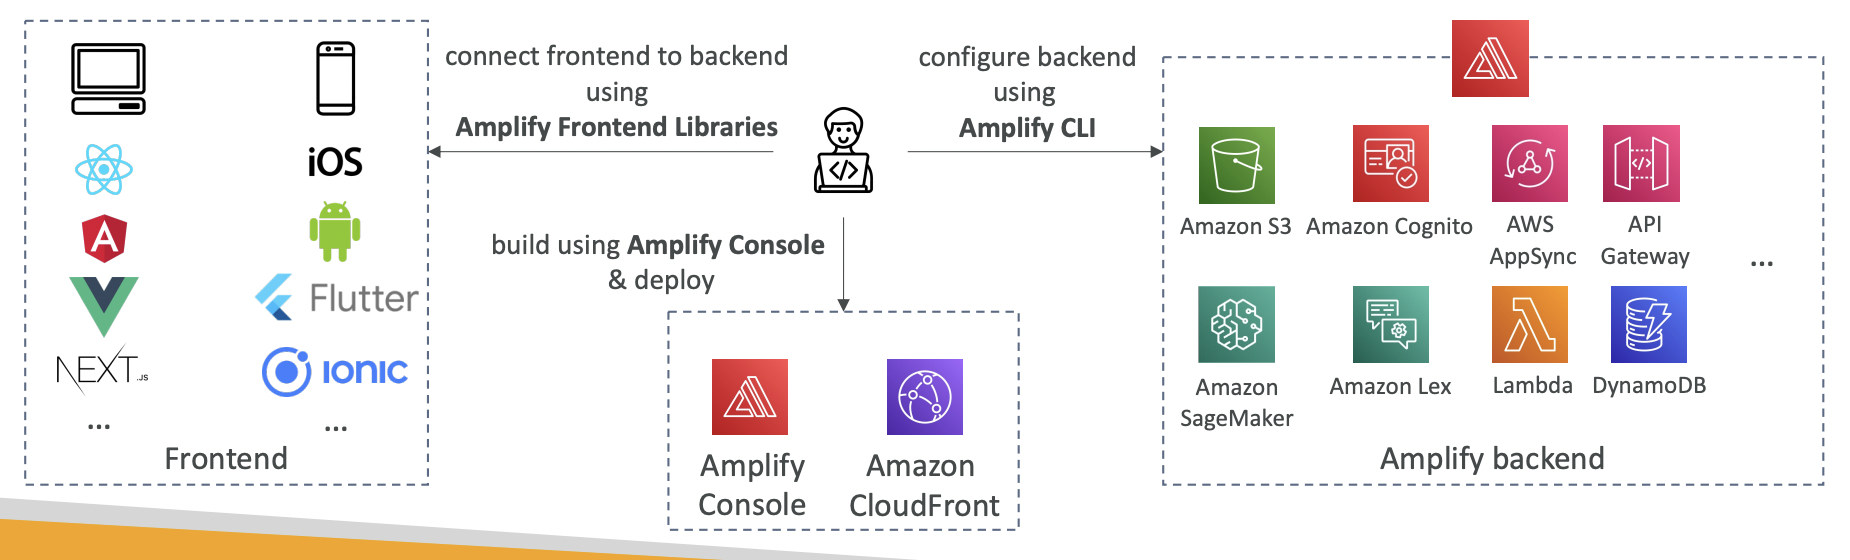 iOS
Flutter
NEXT.JS
ionic
...
...
Frontend
connect frontend to backend
using
Amplify Frontend Libraries
</>
configure backend
using
Amplify CLI
build using Amplify Console
& deploy
Amplify
Console
Amazon
CloudFront
</>
Amazon S3
Amazon Cognito
AWS
AppSync
API
Gateway
...
Amazon
SageMaker
Amazon Lex
Lambda
DynamoDB
Amplify backend